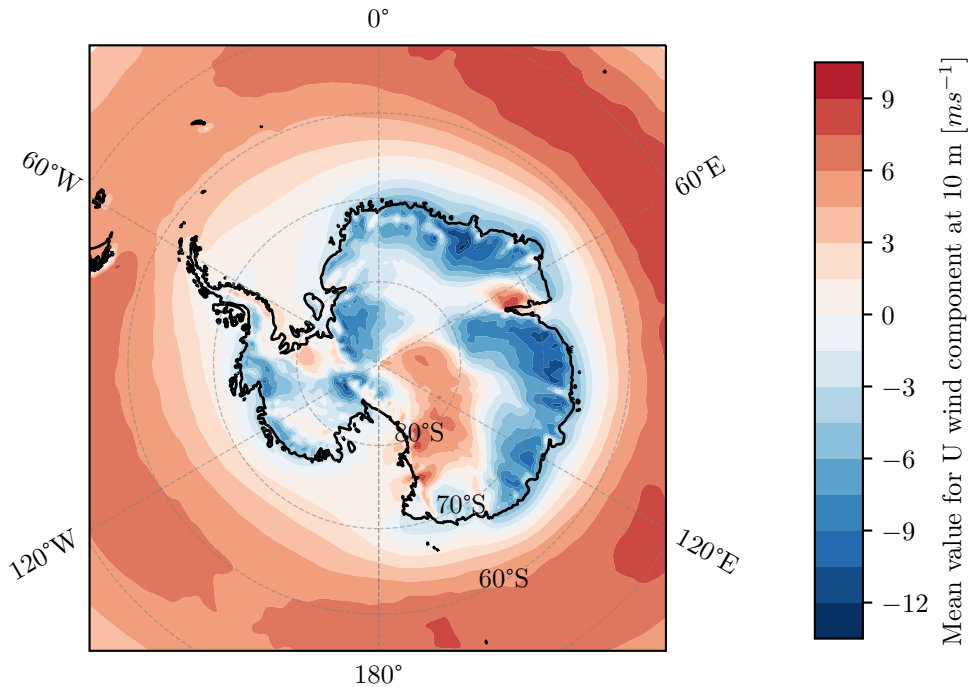 0°
60°W
60°E
80°S
70°S
120°W
60°S
120°E
180°
9
6
3
0
−3
−6
−9
−12
Mean value for U wind component at 10 m [ms⁻¹]